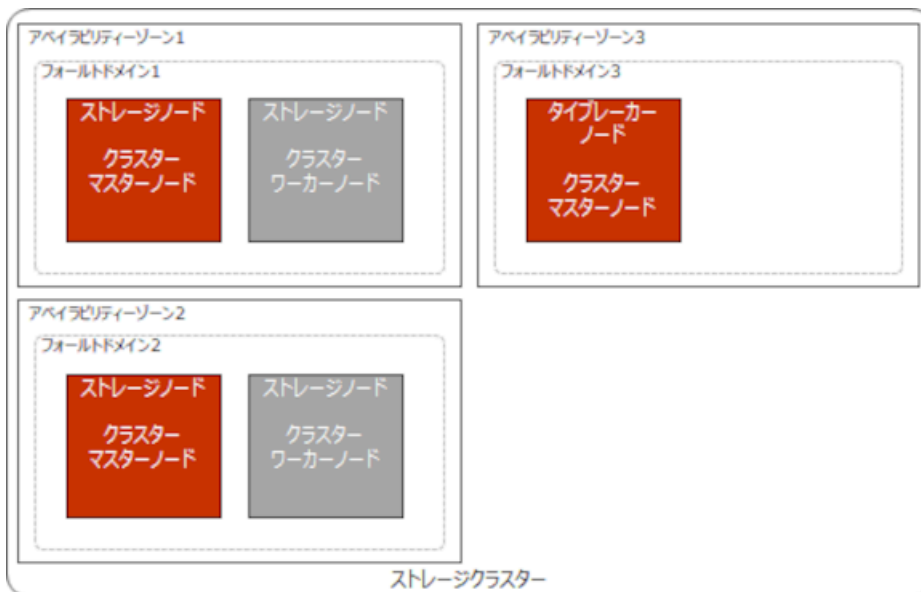 アベイラビリティーゾーン1
フォールトドメイン1
ストレージノード
クラスター
マスターノード
ストレージノード
クラスター
ワーカーノード
アベイラビリティーゾーン3
フォールトドメイン3
タイブレーカー
ノード
クラスター
マスターノード
アベイラビリティーゾーン2
フォールトドメイン2
ストレージノード
クラスター
マスターノード
ストレージノード
クラスター
ワーカーノード
ストレージクラスター